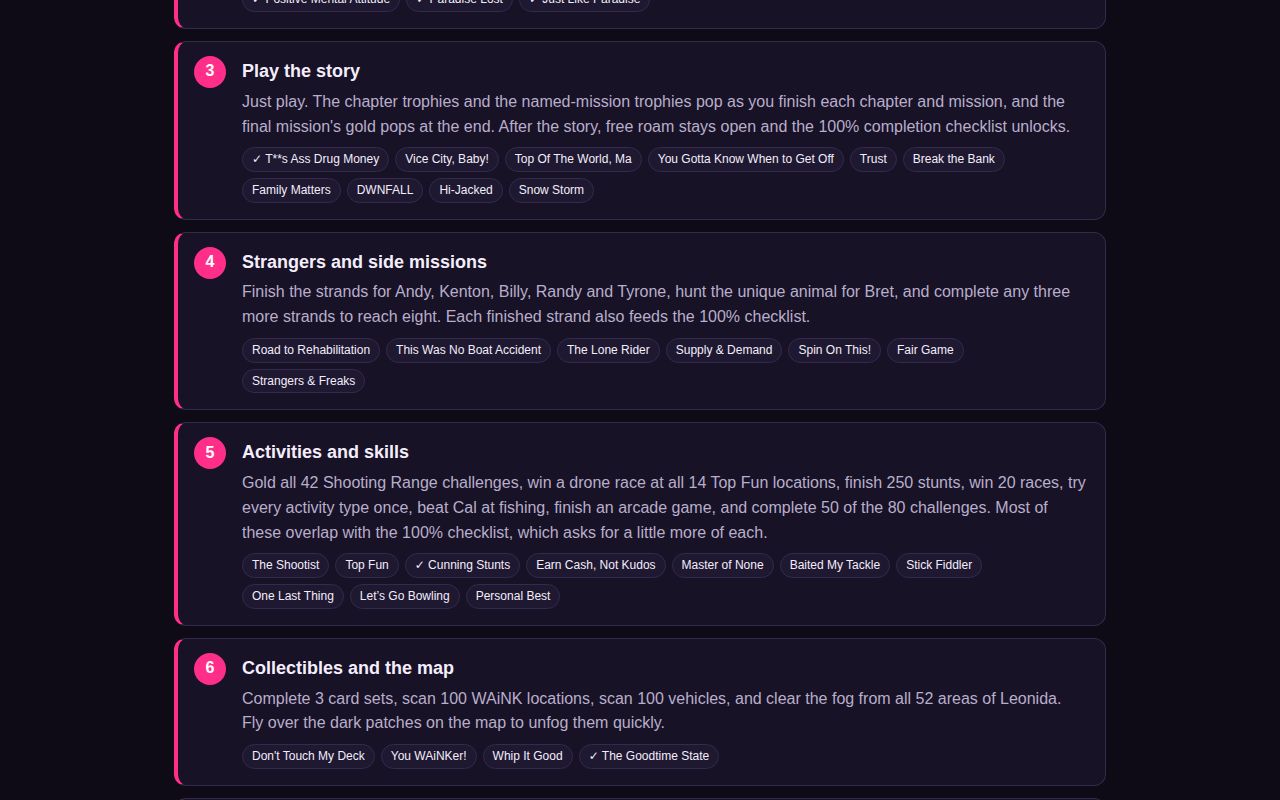 ✓ Positive Mental Attitude ✓ Paradise Lost ✓ Just Like Paradise
3 Play the story
Just play. The chapter trophies and the named-mission trophies pop as you finish each chapter and mission, and the
final mission's gold pops at the end. After the story, free roam stays open and the 100% completion checklist unlocks.
✓ T**s Ass Drug Money Vice City, Baby! Top Of The World, Ma You Gotta Know When to Get Off Trust Break the Bank
Family Matters DWNFALL Hi-Jacked Snow Storm
4 Strangers and side missions
Finish the strands for Andy, Kenton, Billy, Randy and Tyrone, hunt the unique animal for Bret, and complete any three
more strands to reach eight. Each finished strand also feeds the 100% checklist.
Road to Rehabilitation This Was No Boat Accident The Lone Rider Supply & Demand Spin On This! Fair Game
Strangers & Freaks
5 Activities and skills
Gold all 42 Shooting Range challenges, win a drone race at all 14 Top Fun locations, finish 250 stunts, win 20 races, try
every activity type once, beat Cal at fishing, finish an arcade game, and complete 50 of the 80 challenges. Most of
these overlap with the 100% checklist, which asks for a little more of each.
The Shootist Top Fun ✓ Cunning Stunts Earn Cash, Not Kudos Master of None Baited My Tackle Stick Fiddler
One Last Thing Let’s Go Bowling Personal Best
6 Collectibles and the map
Complete 3 card sets, scan 100 WAiNK locations, scan 100 vehicles, and clear the fog from all 52 areas of Leonida.
Fly over the dark patches on the map to unfog them quickly.
Don't Touch My Deck You WAiNKer! Whip It Good ✓ The Goodtime State